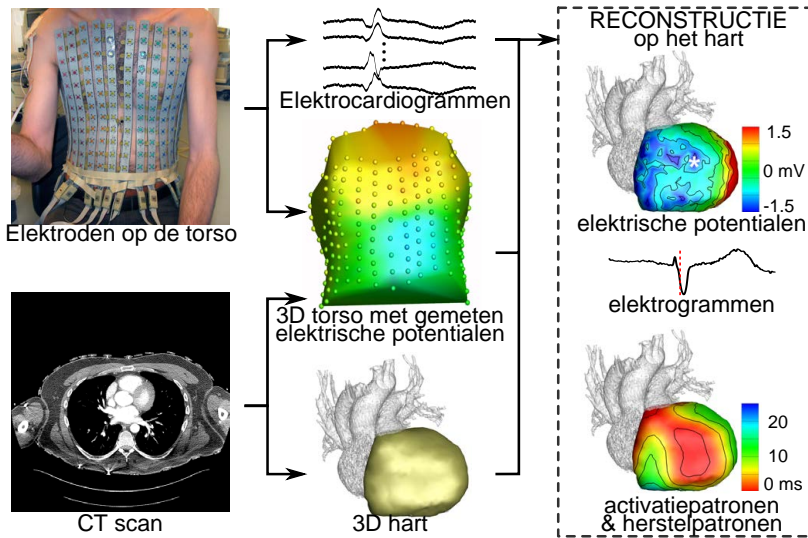 Elektroden op de torso
CT scan
Elektrocardiogrammen
3D torso met gemeten
elektrische potentialen
3D hart
RECONSTRUCTIE
op het hart
1.5
0 mV
-1.5
*
elektrische potentialen
elektrogrammen
20
10
0 ms
activatiepatronen
& herstelpatronen